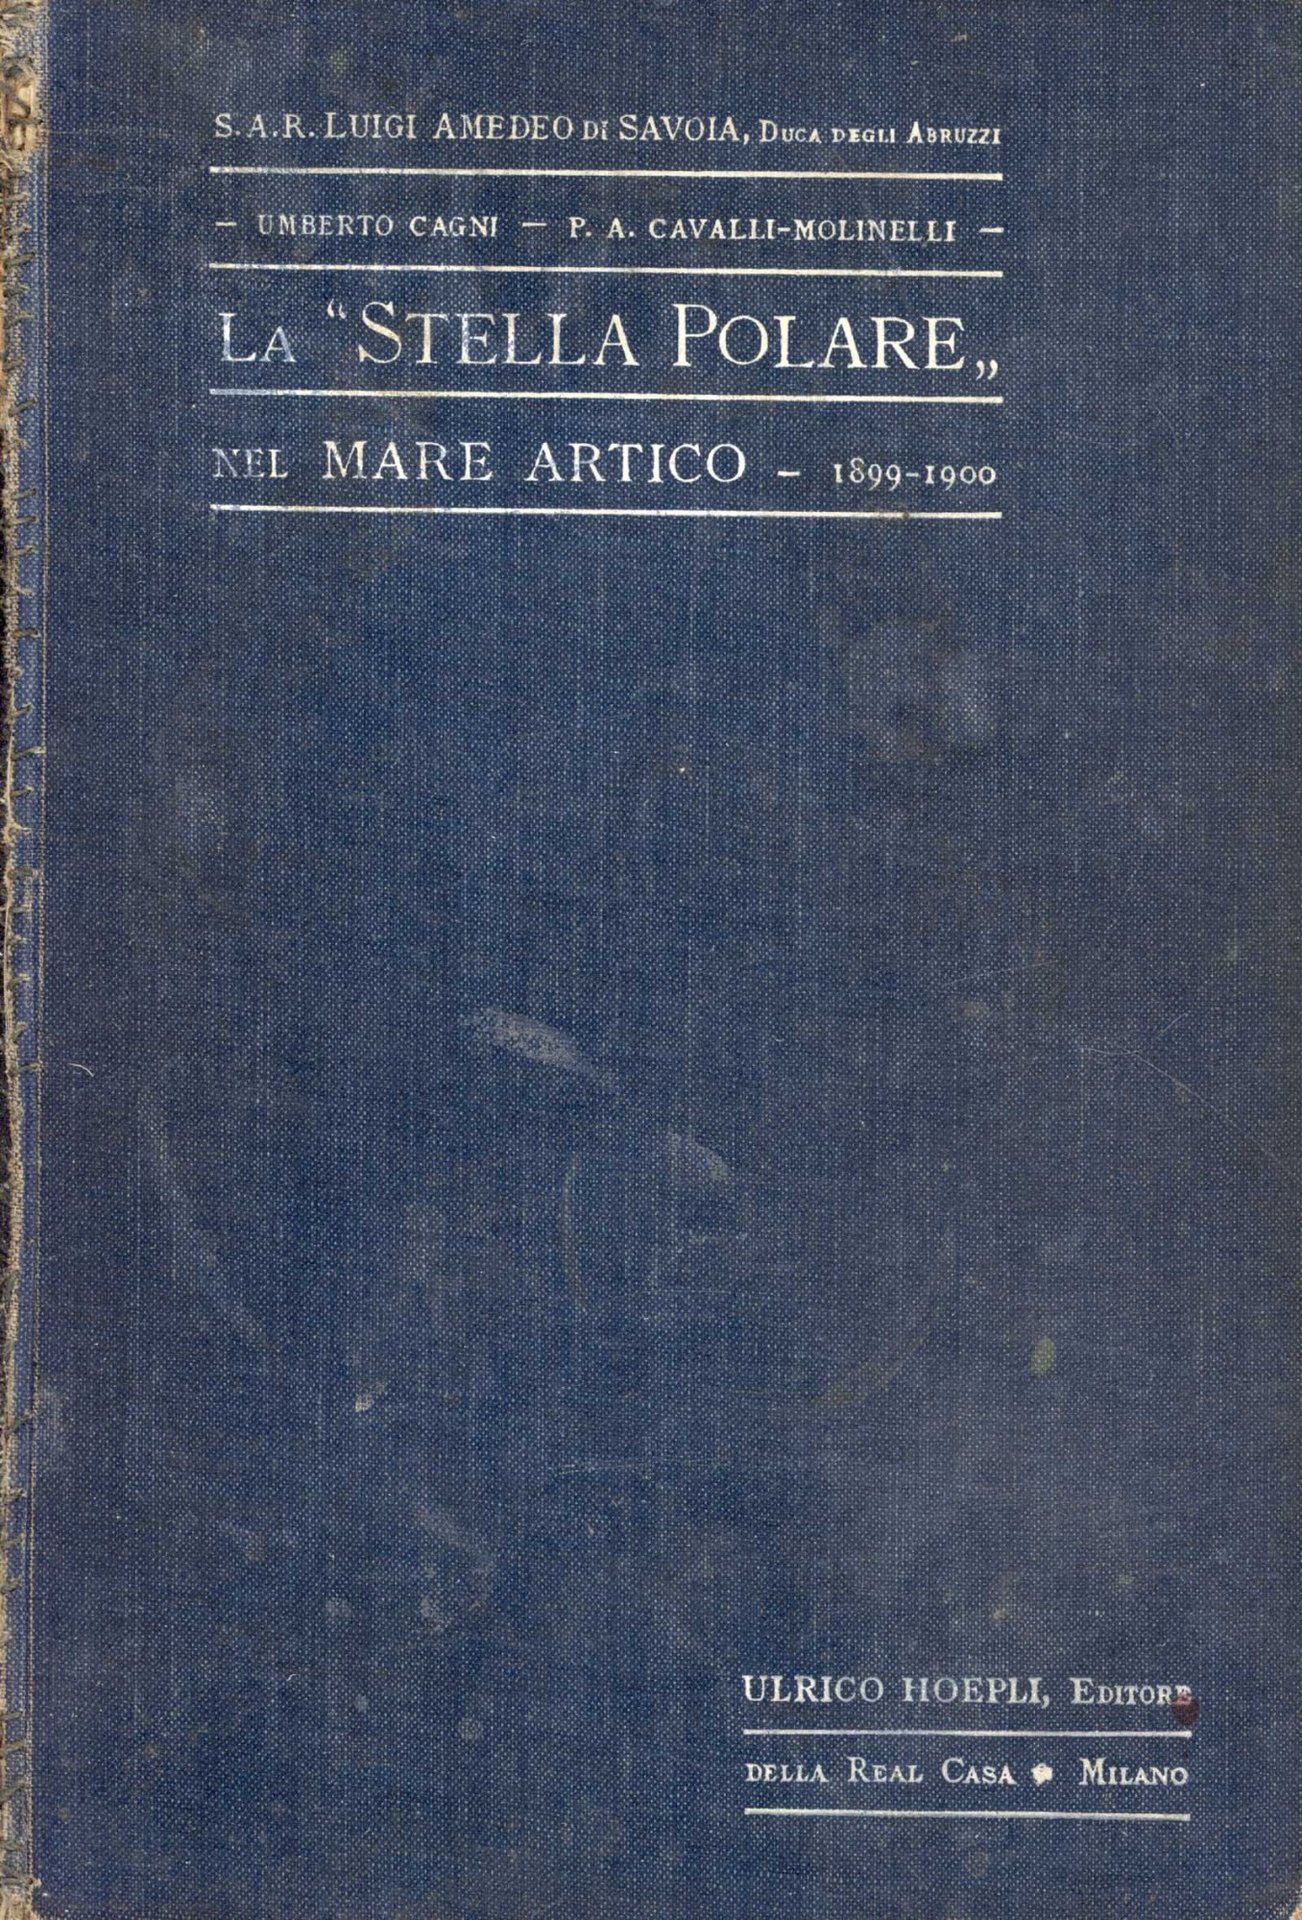 S.A.R. LUIGI AMEDEO DI SAVOIA, DUCA DEGLI ABRUZZI
– UMBERTO CAGNI – P. A. CAVALLI-MOLINELLI –
LA “STELLA POLARE„
NEL MARE ARTICO – 1899-1900
ULRICO HOEPLI, EDITORE
DELLA REAL CASA • MILANO